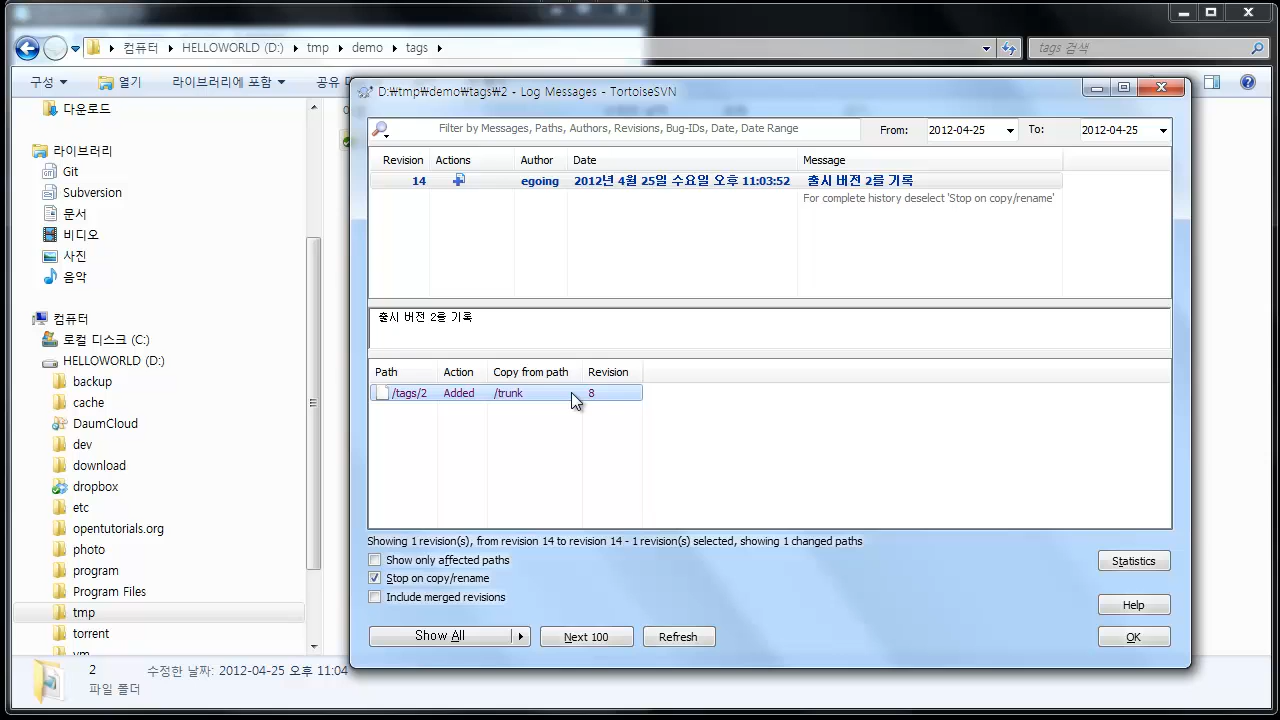 컴퓨터 HELLOWORLD (D:) tmp demo tags
tags 검색
구성 열기 라이브러리에 포함 공유
다운로드
라이브러리
Git
Subversion
문서
비디오
사진
음악
컴퓨터
로컬 디스크 (C:)
HELLOWORLD (D:)
backup
cache
DaumCloud
dev
download
dropbox
etc
opentutorials.org
photo
program
Program Files
tmp
torrent
vm
2 수정한 날짜: 2012-04-25 오후 11:04
파일 폴더
D:₩tmp₩demo₩tags₩2 - Log Messages - TortoiseSVN
Filter by Messages, Paths, Authors, Revisions, Bug-IDs, Date, Date Range
From: 2012-04-25 To: 2012-04-25
Revision Actions Author Date Message
14 egoing 2012년 4월 25일 수요일 오후 11:03:52 출시 버전 2를 기록
For complete history deselect 'Stop on copy/rename'
출시 버전 2를 기록
Path Action Copy from path Revision
/tags/2 Added /trunk 8
Showing 1 revision(s), from revision 14 to revision 14 - 1 revision(s) selected, showing 1 changed paths
Show only affected paths
Stop on copy/rename
Include merged revisions
Statistics
Help
Show All Next 100 Refresh OK